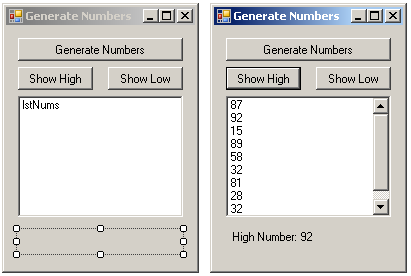 Generate Numbers
Generate Numbers
Show High
Show Low
lstNums
Generate Numbers
Generate Numbers
Show High
Show Low
87
92
15
89
58
32
81
28
32
High Number: 92